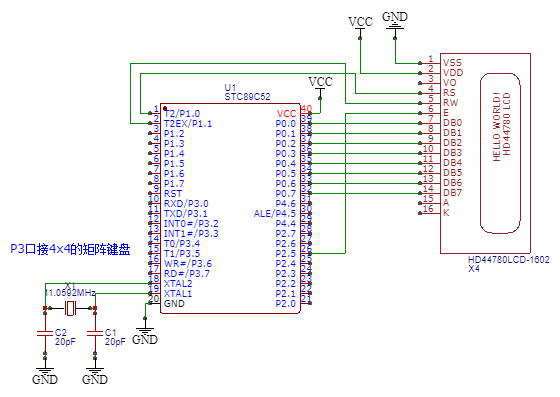 VCC
GND
U1
STC89C52
VCC
1 T2/P1.0 VCC 40
2 T2EX/P1.1 P0.0 39
3 P1.2 P0.1 38
4 P1.3 P0.2 37
5 P1.4 P0.3 36
6 P1.5 P0.4 35
7 P1.6 P0.5 34
8 P1.7 P0.6 33
9 RST P0.7 32
10 RXD/P3.0 P4.6 31
11 TXD/P3.1 ALE/P4.5 30
12 INT0#/P3.2 P4.4 29
13 INT1#/P3.3 P2.7 28
14 T0/P3.4 P2.6 27
15 T1/P3.5 P2.5 26
16 WR#/P3.6 P2.4 25
17 RD#/P3.7 P2.3 24
18 XTAL2 P2.2 23
19 XTAL1 P2.1 22
20 GND P2.0 21
1 VSS
2 VDD
3 VO
4 RS
5 RW
6 E
7 DB0
8 DB1
9 DB2
10 DB3
11 DB4
12 DB5
13 DB6
14 DB7
15 A
16 K
HELLO WORLD!
HD44780 LCD
HD44780LCD-1602
X4
P3口接4x4的矩阵键盘
X1
11.0592MHz
C2
20pF
C1
20pF
GND
GND
GND